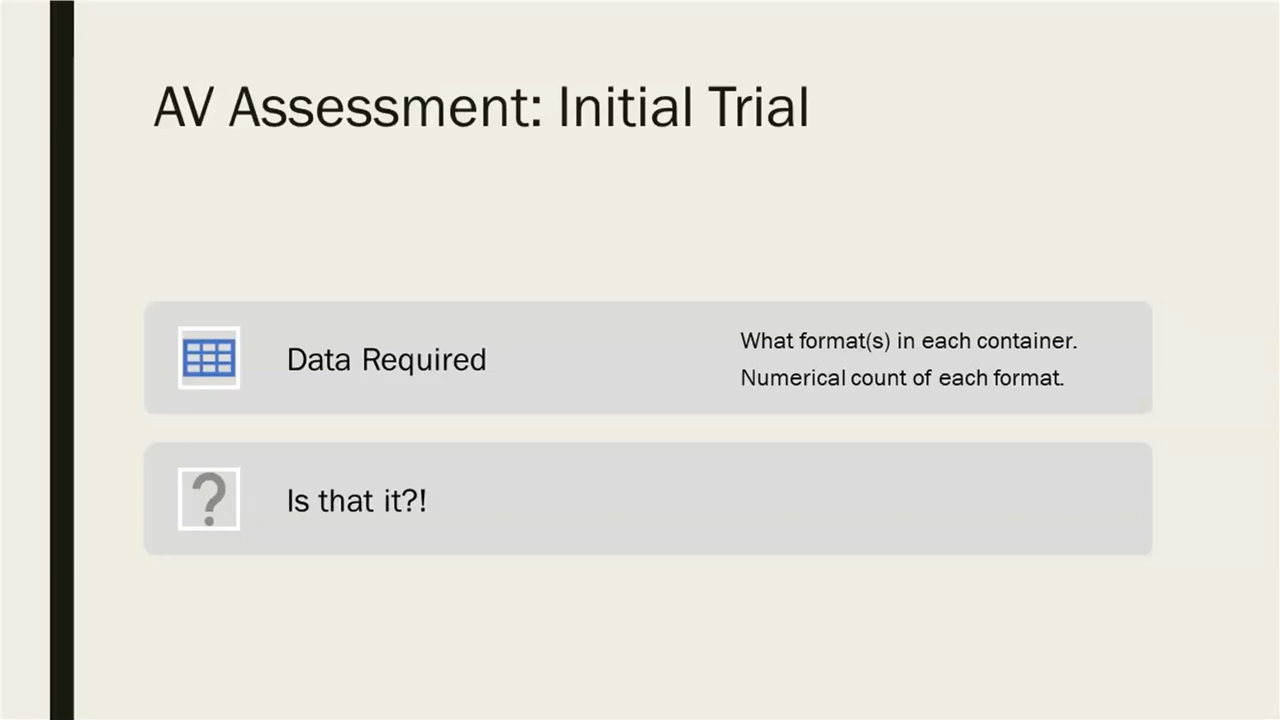 AV Assessment: Initial Trial
Data Required
What format(s) in each container.
Numerical count of each format.
Is that it?!